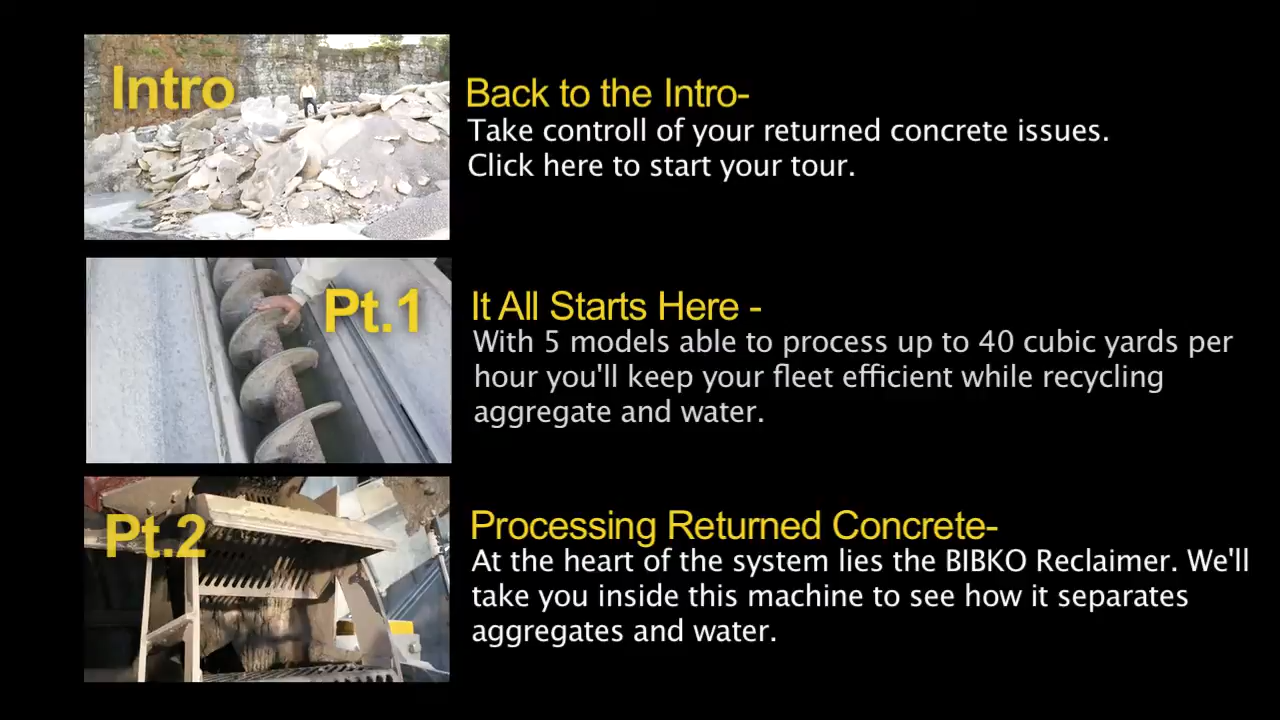 Intro
Back to the Intro-
Take controll of your returned concrete issues.
Click here to start your tour.
Pt.1
It All Starts Here -
With 5 models able to process up to 40 cubic yards per
hour you'll keep your fleet efficient while recycling
aggregate and water.
Pt.2
Processing Returned Concrete-
At the heart of the system lies the BIBKO Reclaimer. We'll
take you inside this machine to see how it separates
aggregates and water.